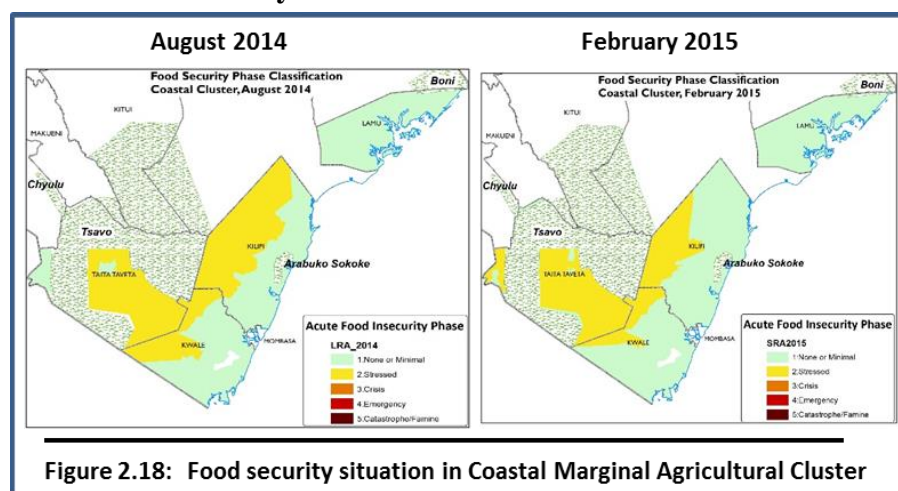 August 2014
February 2015
Food Security Phase Classification
Coastal Cluster, August 2014
Boni
KITUI
MAKUENI
LAMU
Chyulu
Tsavo
KILIFI
TAITA TAVETA
Arabuko Sokoke
KWALE
MOMBASA
Acute Food Insecurity Phase
LRA_2014
1:None or Minimal
2:Stressed
3:Crisis
4:Emergency
5:Catastrophe/Famine
Food Security Phase Classification
Coastal Cluster, February 2015
Boni
KITUI
MAKUENI
LAMU
Chyulu
Tsavo
KILIFI
TAITA TAVETA
Arabuko Sokoke
KWALE
MOMBASA
Acute Food Insecurity Phase
SRA2015
1:None or Minimal
2:Stressed
3:Crisis
4:Emergency
5:Catastrophe/Famine
Figure 2.18: Food security situation in Coastal Marginal Agricultural Cluster